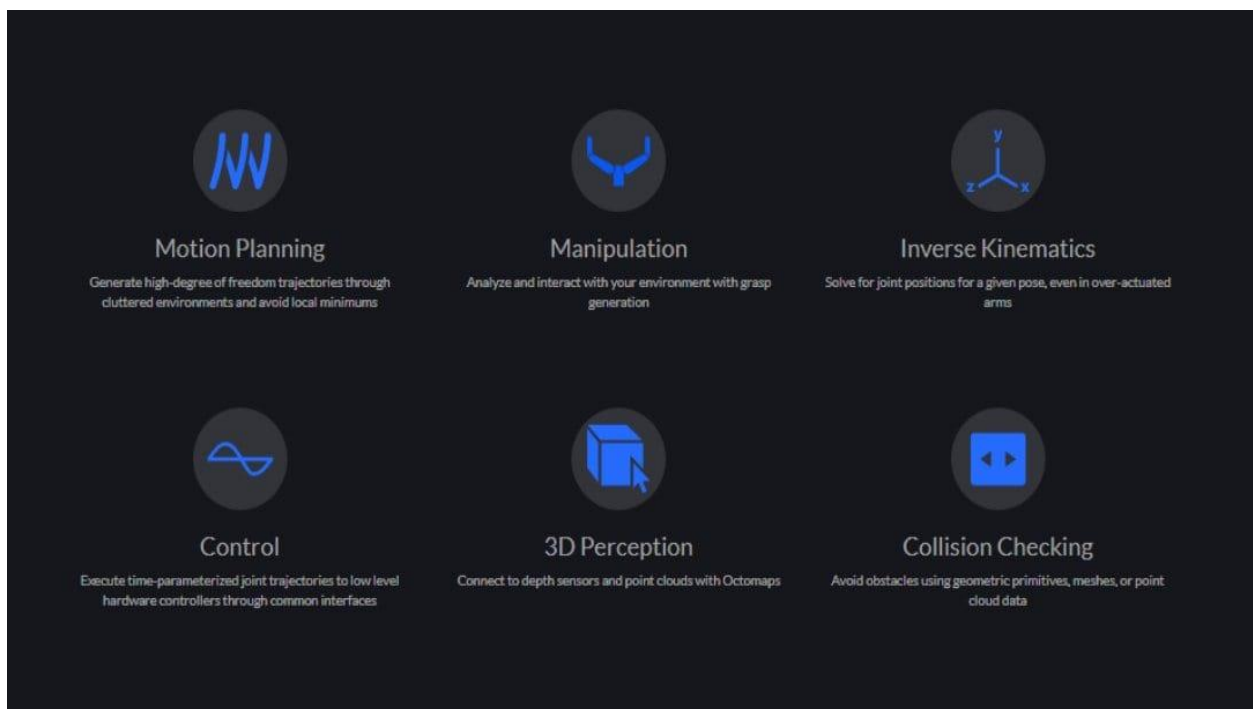 y
z x
Motion Planning
Generate high-degree of freedom trajectories through
cluttered environments and avoid local minimums
Manipulation
Analyze and interact with your environment with grasp
generation
Inverse Kinematics
Solve for joint positions for a given pose, even in over-actuated
arms
Control
Execute time-parameterized joint trajectories to low level
hardware controllers through common interfaces
3D Perception
Connect to depth sensors and point clouds with Octomaps
Collision Checking
Avoid obstacles using geometric primitives, meshes, or point
cloud data